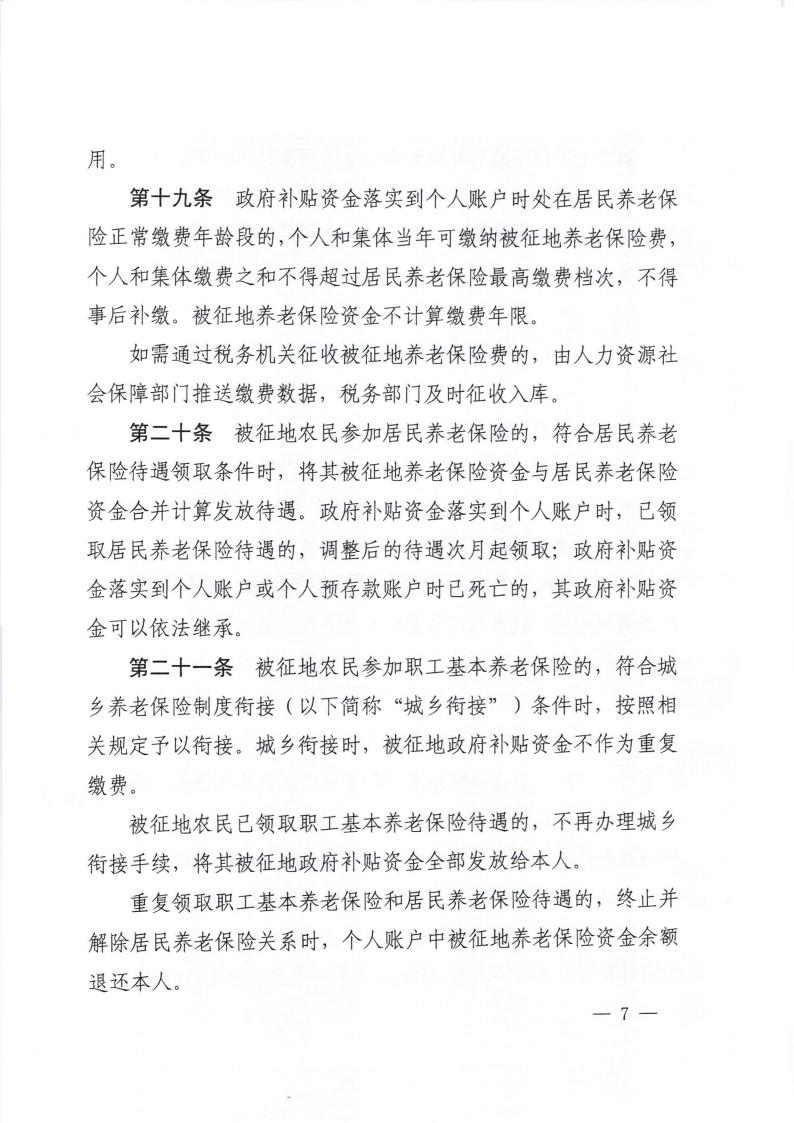 用。
第十九条 政府补贴资金落实到个人账户时处在居民养老保
险正常缴费年龄段的，个人和集体当年可缴纳被征地养老保险费，
个人和集体缴费之和不得超过居民养老保险最高缴费档次，不得
事后补缴。被征地养老保险资金不计算缴费年限。
如需通过税务机关征收被征地养老保险费的，由人力资源社
会保障部门推送缴费数据，税务部门及时征收入库。
第二十条 被征地农民参加居民养老保险的，符合居民养老
保险待遇领取条件时，将其被征地养老保险资金与居民养老保险
资金合并计算发放待遇。政府补贴资金落实到个人账户时，已领
取居民养老保险待遇的，调整后的待遇次月起领取；政府补贴资
金落实到个人账户或个人预存款账户时已死亡的，其政府补贴资
金可以依法继承。
第二十一条 被征地农民参加职工基本养老保险的，符合城
乡养老保险制度衔接（以下简称“城乡衔接”）条件时，按照相
关规定予以衔接。城乡衔接时，被征地政府补贴资金不作为重复
缴费。
被征地农民已领取职工基本养老保险待遇的，不再办理城乡
衔接手续，将其被征地政府补贴资金全部发放给本人。
重复领取职工基本养老保险和居民养老保险待遇的，终止并
解除居民养老保险关系时，个人账户中被征地养老保险资金余额
退还本人。
— 7 —